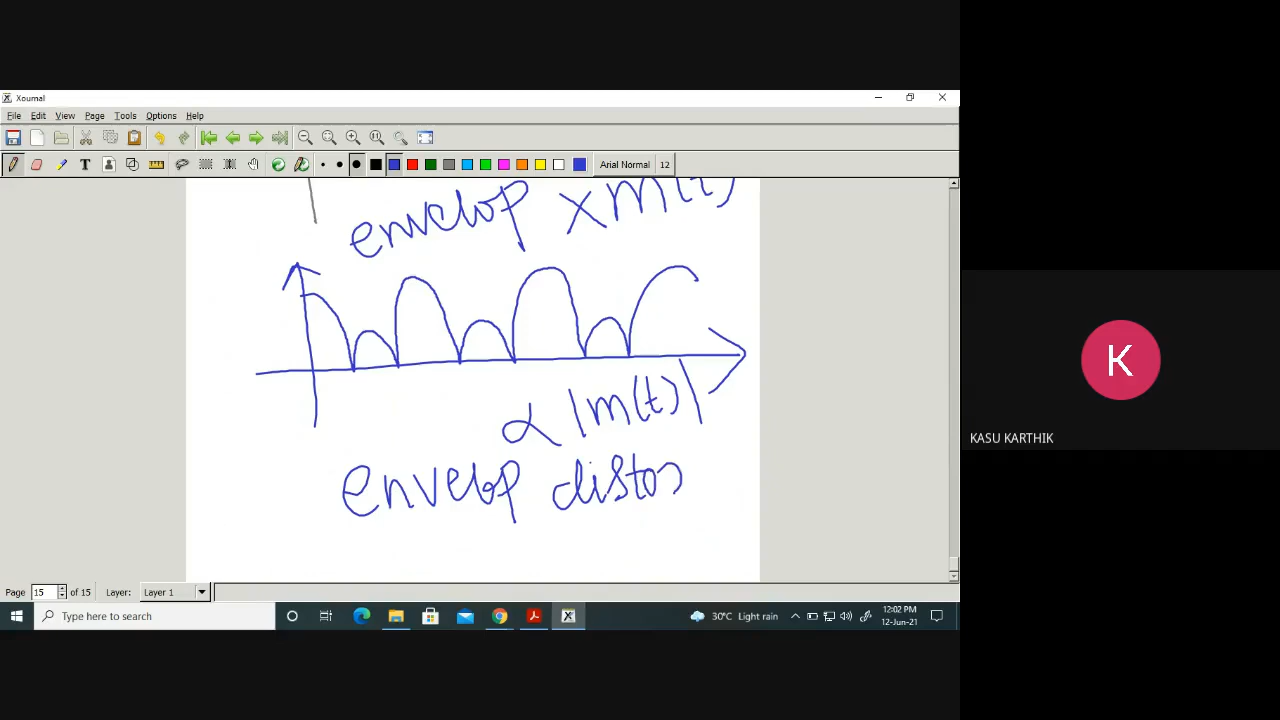 Xournal
File Edit View Page Tools Options Help
Arial Normal 12
envelop x m(t)
α |m(t)|
envelop distos
Page 15 of 15 Layer: Layer 1
Type here to search
30°C Light rain
12:02 PM
12-Jun-21
K
KASU KARTHIK